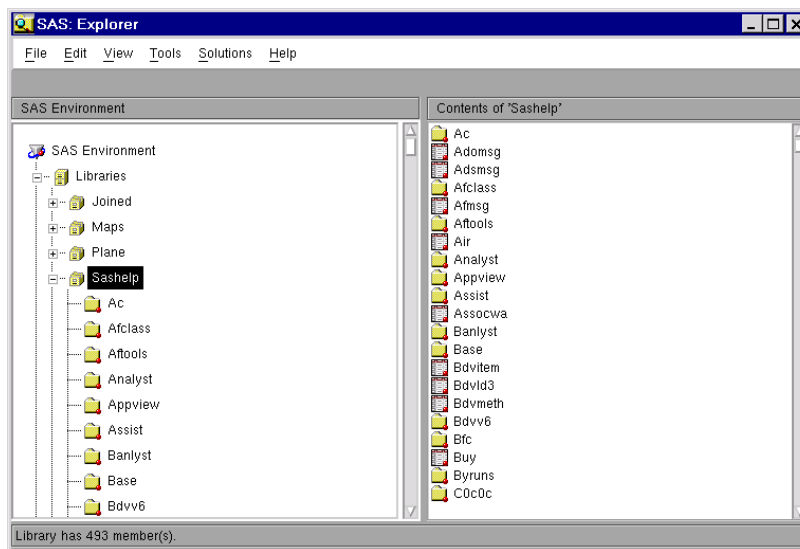 SAS: Explorer
File Edit View Tools Solutions Help
SAS Environment
SAS Environment
Libraries
Joined
Maps
Plane
Sashelp
Ac
Afclass
Aftools
Analyst
Appview
Assist
Banlyst
Base
Bdvv6
Contents of 'Sashelp'
Ac
Adomsg
Adsmsg
Afclass
Afmsg
Aftools
Air
Analyst
Appview
Assist
Assocwa
Banlyst
Base
Bdvitem
Bdvld3
Bdvmeth
Bdvv6
Bfc
Buy
Byruns
C0c0c
Library has 493 member(s).